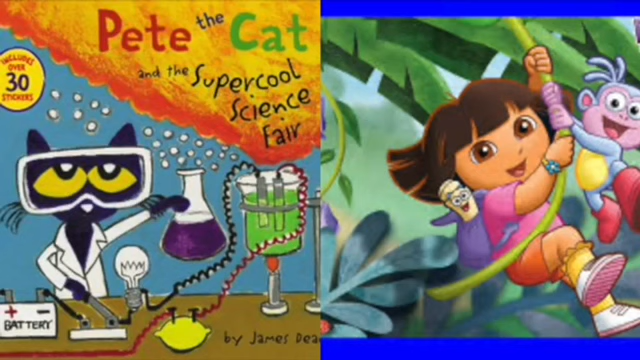 Pete the Cat
and the Supercool
Science
Fair
INCLUDES
OVER
30
STICKERS
+ −
BATTERY
by James Dea